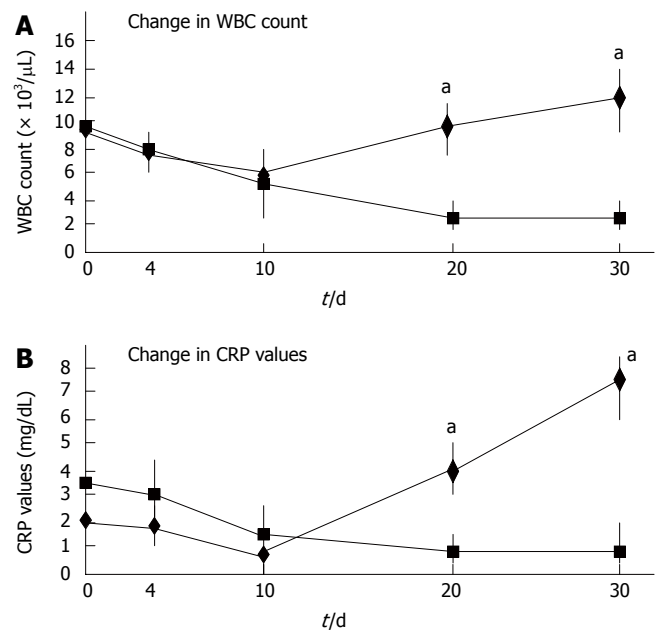 A Change in WBC count
WBC count (× 10³/μL)
16
14
12
10
8
6
4
2
0
a
a
0 4 10 20 30
t/d
B Change in CRP values
CRP values (mg/dL)
8
7
6
5
4
3
2
1
0
a
a
0 4 10 20 30
t/d